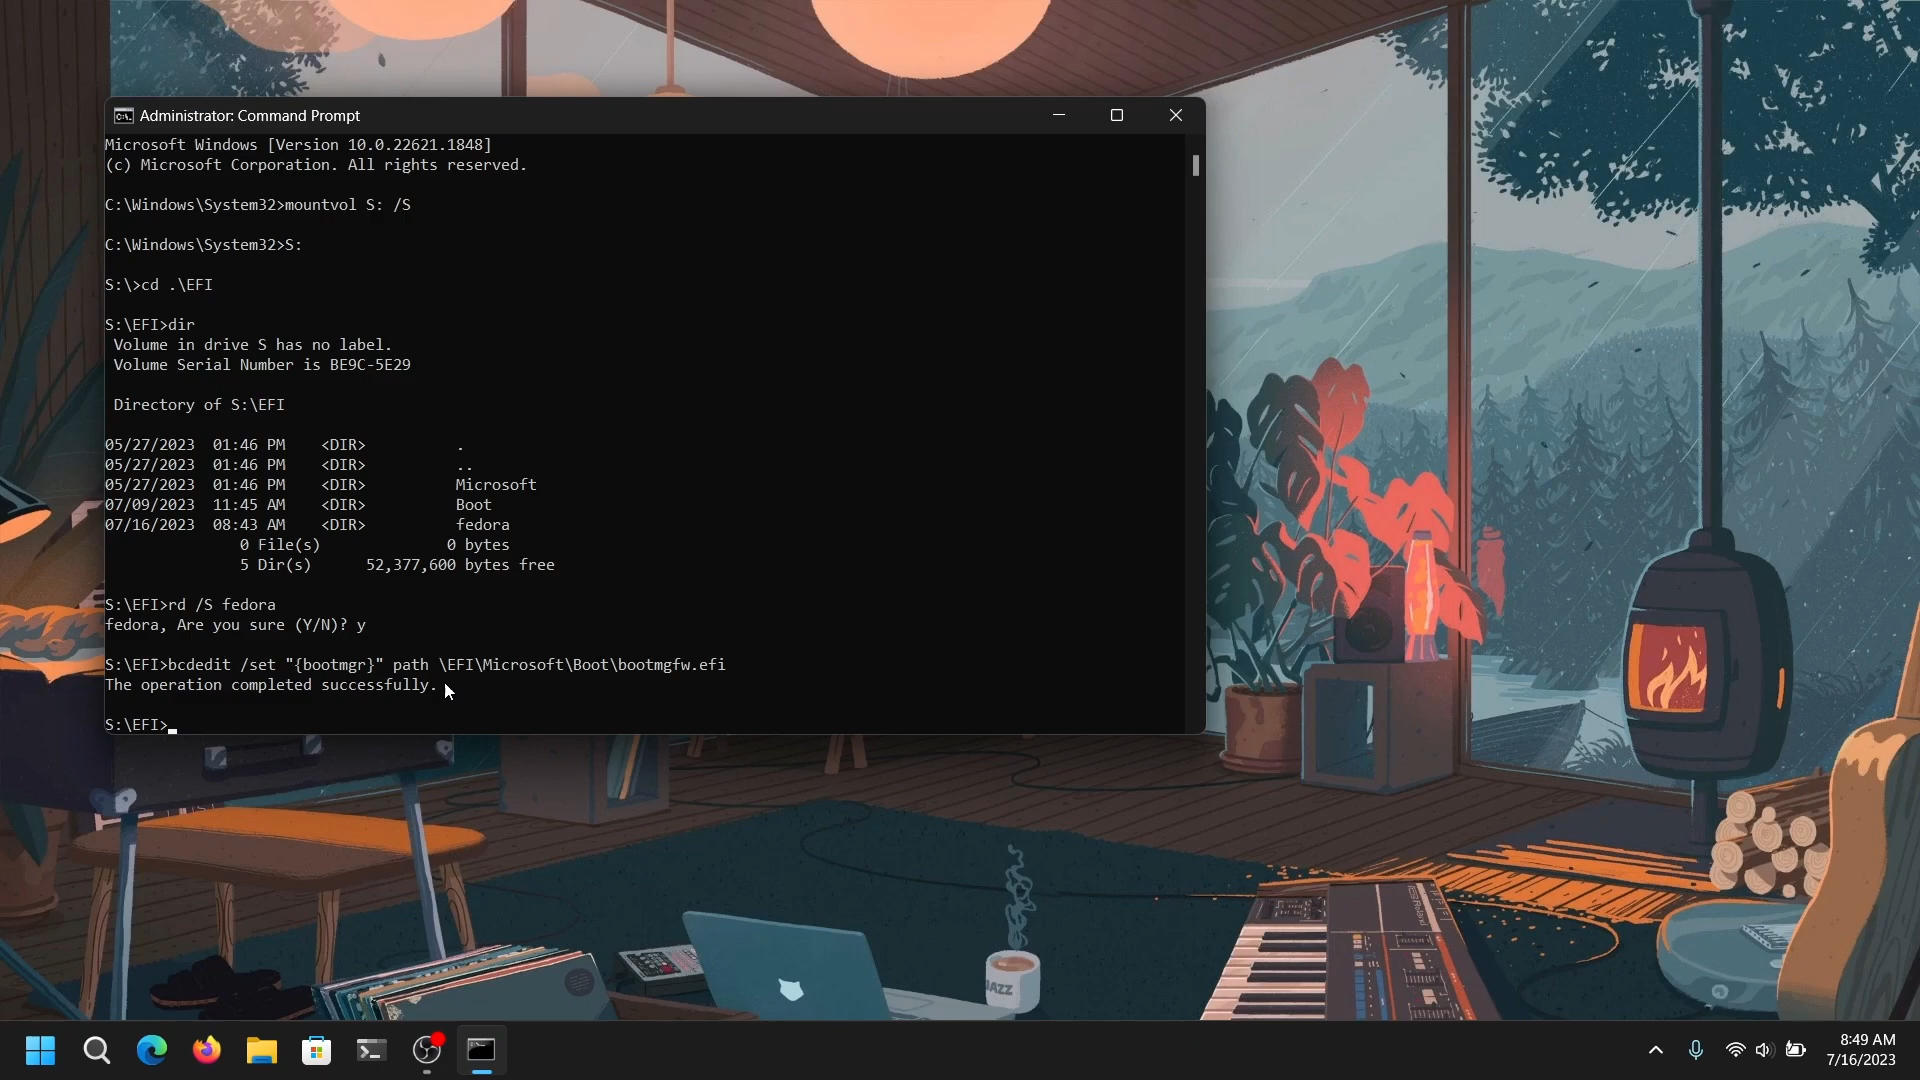 Administrator: Command Prompt
Microsoft Windows [Version 10.0.22621.1848]
(c) Microsoft Corporation. All rights reserved.
C:\Windows\System32>mountvol S: /S
C:\Windows\System32>S:
S:\>cd .\EFI
S:\EFI>dir
Volume in drive S has no label.
Volume Serial Number is BE9C-5E29
Directory of S:\EFI
05/27/2023  01:46 PM    <DIR>          .
05/27/2023  01:46 PM    <DIR>          ..
05/27/2023  01:46 PM    <DIR>          Microsoft
07/09/2023  11:45 AM    <DIR>          Boot
07/16/2023  08:43 AM    <DIR>          fedora
0 File(s)              0 bytes
5 Dir(s)      52,377,600 bytes free
S:\EFI>rd /S fedora
fedora, Are you sure (Y/N)? y
S:\EFI>bcdedit /set "{bootmgr}" path \EFI\Microsoft\Boot\bootmgfw.efi
The operation completed successfully.
S:\EFI>
Roland
JAZZ
8:49 AM
7/16/2023